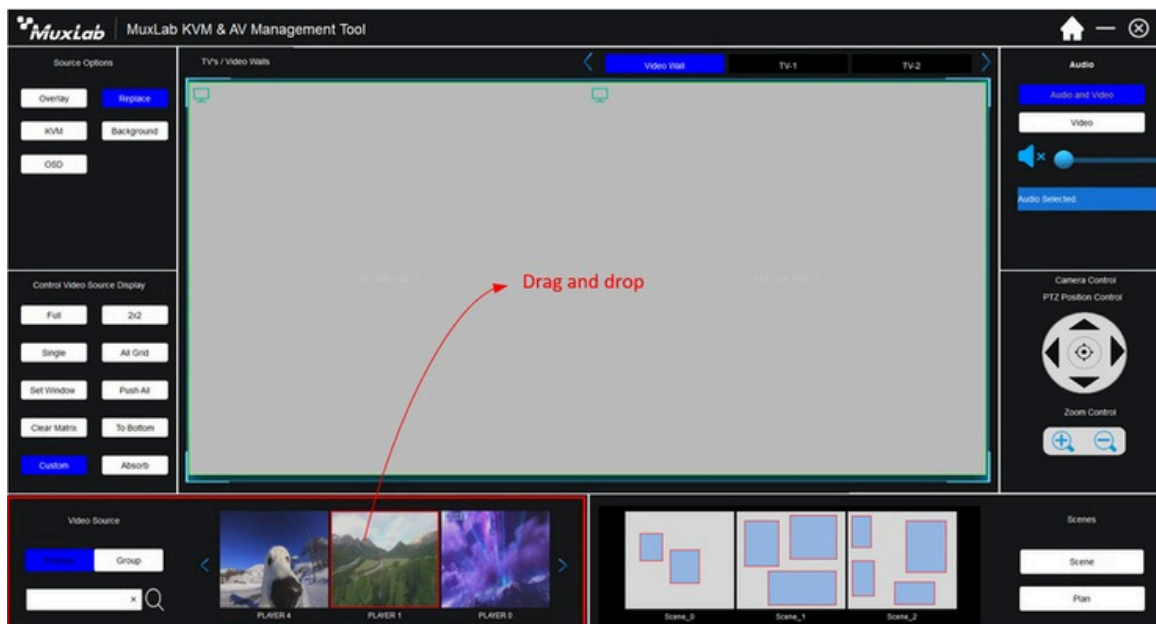 MuxLab MuxLab KVM & AV Management Tool
Source Options
Overlay Replace
KVM Background
OSD
TV's / Video Walls
Video Wall TV-1 TV-2
Audio
Audio and Video
Video
Audio Selected:
Drag and drop
Control Video Source Display
Full 2x2
Single All Grid
Set Window Push All
Clear Matrix To Bottom
Custom Absorb
Camera Control
PTZ Position Control
Zoom Control
Video Source
Group
PLAYER 4 PLAYER 1 PLAYER 0
Scene_0 Scene_1 Scene_2
Scenes
Scene
Plan